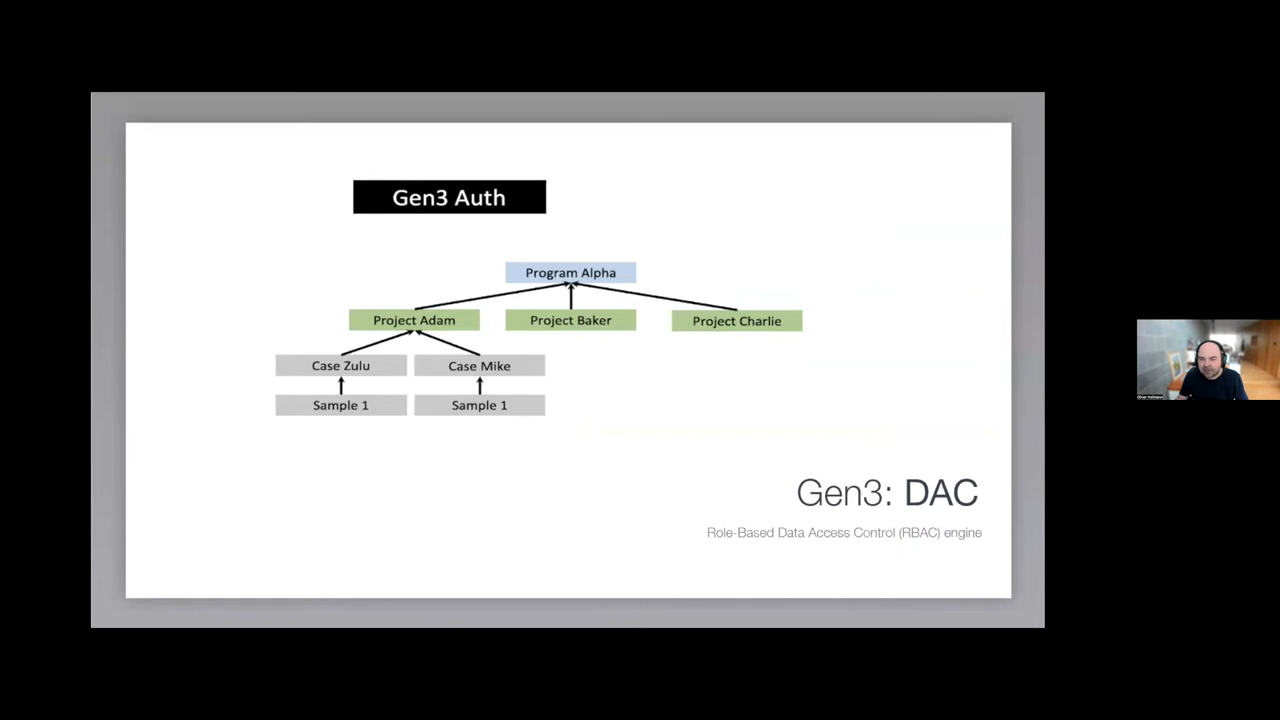 Gen3 Auth
Program Alpha
Project Adam
Project Baker
Project Charlie
Case Zulu
Case Mike
Sample 1
Sample 1
Gen3: DAC
Role-Based Data Access Control (RBAC) engine